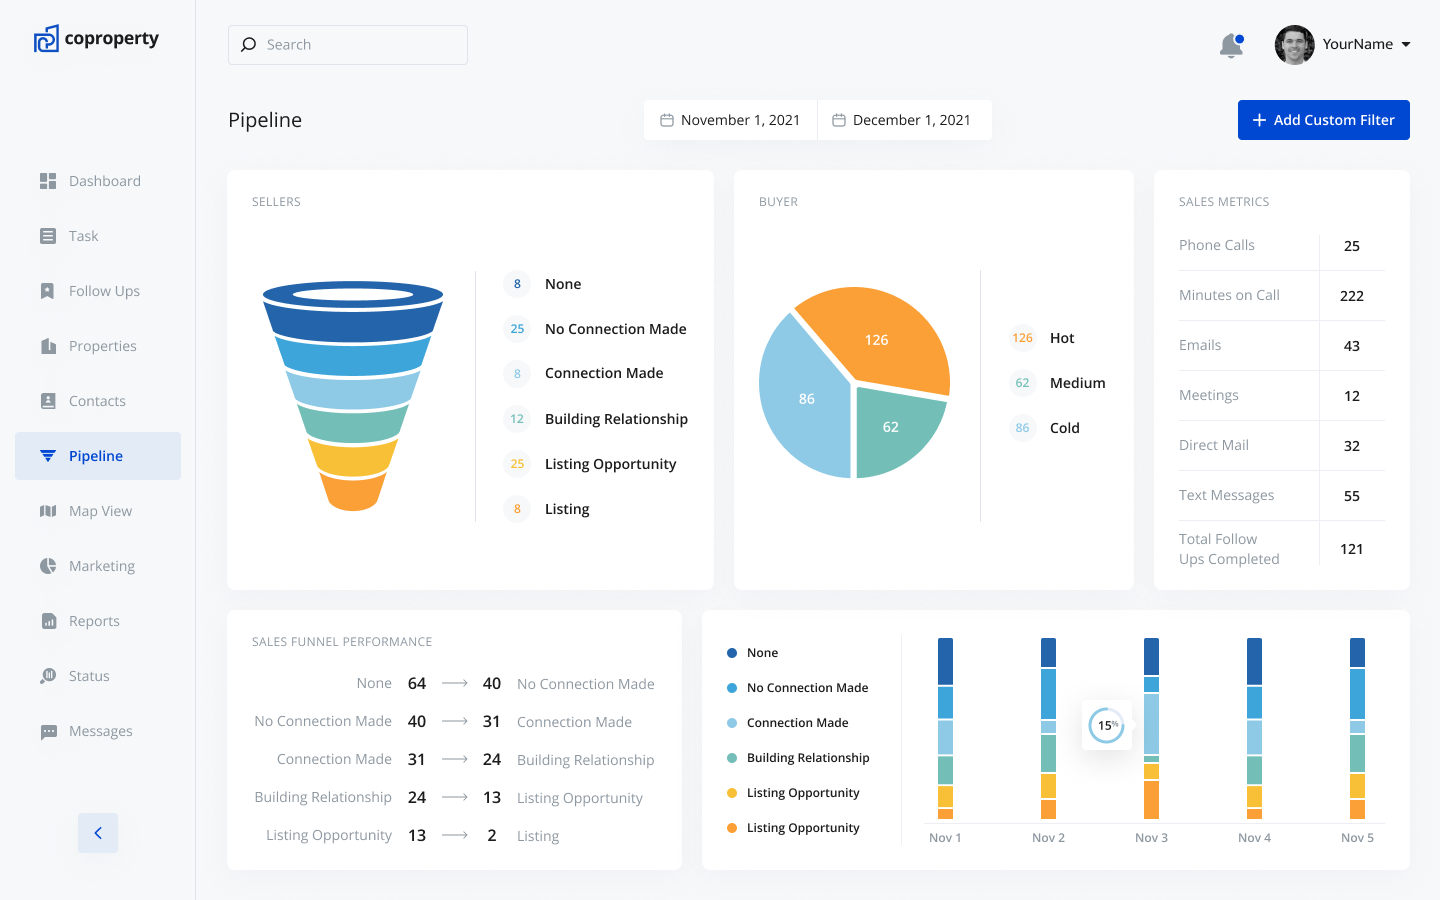 coproperty
Search
YourName
Pipeline
November 1, 2021
December 1, 2021
Add Custom Filter
Dashboard
Task
Follow Ups
Properties
Contacts
Pipeline
Map View
Marketing
Reports
Status
Messages
SELLERS
8 None
25 No Connection Made
8 Connection Made
12 Building Relationship
25 Listing Opportunity
8 Listing
BUYER
126
86
62
126 Hot
62 Medium
86 Cold
SALES METRICS
Phone Calls 25
Minutes on Call 222
Emails 43
Meetings 12
Direct Mail 32
Text Messages 55
Total Follow
Ups Completed 121
SALES FUNNEL PERFORMANCE
None 64 40 No Connection Made
No Connection Made 40 31 Connection Made
Connection Made 31 24 Building Relationship
Building Relationship 24 13 Listing Opportunity
Listing Opportunity 13 2 Listing
None
No Connection Made
Connection Made
Building Relationship
Listing Opportunity
Listing Opportunity
15%
Nov 1 Nov 2 Nov 3 Nov 4 Nov 5